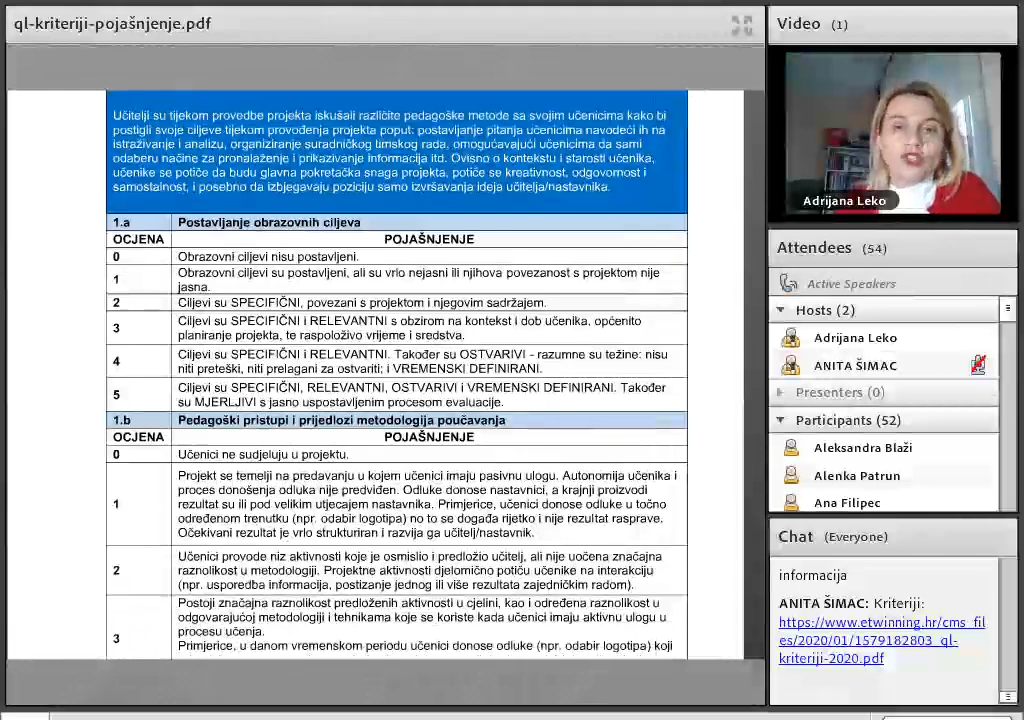 ql-kriteriji-pojašnjenje.pdf
Učitelji su tijekom provedbe projekta iskušali različite pedagoške metode sa svojim učenicima kako bi
postigli svoje ciljeve tijekom provođenja projekta poput: postavljanje pitanja učenicima navodeći ih na
istraživanje i analizu, organiziranje suradničkog timskog rada, omogućavajući učenicima da sami
odaberu načine za pronalaženje i prikazivanje informacija itd. Ovisno o kontekstu i starosti učenika,
učenike se potiče da budu glavna pokretačka snaga projekta, potiče se kreativnost, odgovornost i
samostalnost, i posebno da izbjegavaju poziciju samo izvršavanja ideja učitelja/nastavnika.
1.a Postavljanje obrazovnih ciljeva
OCJENA POJAŠNJENJE
0 Obrazovni ciljevi nisu postavljeni.
1 Obrazovni ciljevi su postavljeni, ali su vrlo nejasni ili njihova povezanost s projektom nije
jasna.
2 Ciljevi su SPECIFIČNI, povezani s projektom i njegovim sadržajem.
3 Ciljevi su SPECIFIČNI i RELEVANTNI s obzirom na kontekst i dob učenika, općenito
planiranje projekta, te raspoloživo vrijeme i sredstva.
4 Ciljevi su SPECIFIČNI i RELEVANTNI. Također su OSTVARIVI - razumne su težine: nisu
niti preteški, niti prelagani za ostvariti; i VREMENSKI DEFINIRANI.
5 Ciljevi su SPECIFIČNI, RELEVANTNI, OSTVARIVI i VREMENSKI DEFINIRANI. Također
su MJERLJIVI s jasno uspostavljenim procesom evaluacije.
1.b Pedagoški pristupi i prijedlozi metodologija poučavanja
OCJENA POJAŠNJENJE
0 Učenici ne sudjeluju u projektu.
1 Projekt se temelji na predavanju u kojem učenici imaju pasivnu ulogu. Autonomija učenika i
proces donošenja odluka nije predviđen. Odluke donose nastavnici, a krajnji proizvodi
rezultat su ili pod velikim utjecajem nastavnika. Primjerice, učenici donose odluke u točno
određenom trenutku (npr. odabir logotipa) no to se događa rijetko i nije rezultat rasprave.
Očekivani rezultat je vrlo strukturiran i razvija ga učitelj/nastavnik.
2 Učenici provode niz aktivnosti koje je osmislio i predložio učitelj, ali nije uočena značajna
raznolikost u metodologiji. Projektne aktivnosti djelomično potiču učenike na interakciju
(npr. usporedba informacija, postizanje jednog ili više rezultata zajedničkim radom).
3 Postoji značajna raznolikost predloženih aktivnosti u cjelini, kao i određena raznolikost u
odgovarajućoj metodologiji i tehnikama koje se koriste kada učenici imaju aktivnu ulogu u
procesu učenja.
Primjerice, u danom vremenskom periodu učenici donose odluke (npr. odabir logotipa) koji
Video (1)
Adrijana Leko
Attendees (54)
Active Speakers
Hosts (2)
Adrijana Leko
ANITA ŠIMAC
Presenters (0)
Participants (52)
Aleksandra Blaži
Alenka Patrun
Ana Filipec
Chat (Everyone)
informacija
ANITA ŠIMAC: Kriteriji:
https://www.etwinning.hr/cms_fil
es/2020/01/1579182803_ql-
kriteriji-2020.pdf